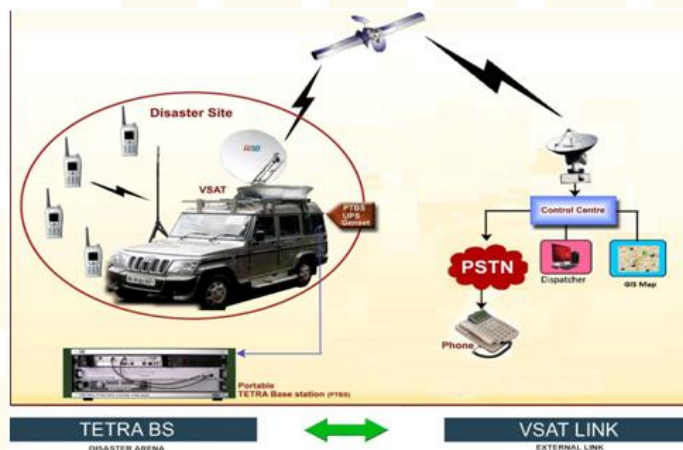 Disaster Site
VSAT
PTBS
UPS
Genset
Control Centre
PSTN
Dispatcher
GIS Map
Phone
Portable
TETRA Base station (PTBS)
TETRA BS
DISASTER ARENA
VSAT LINK
EXTERNAL LINK